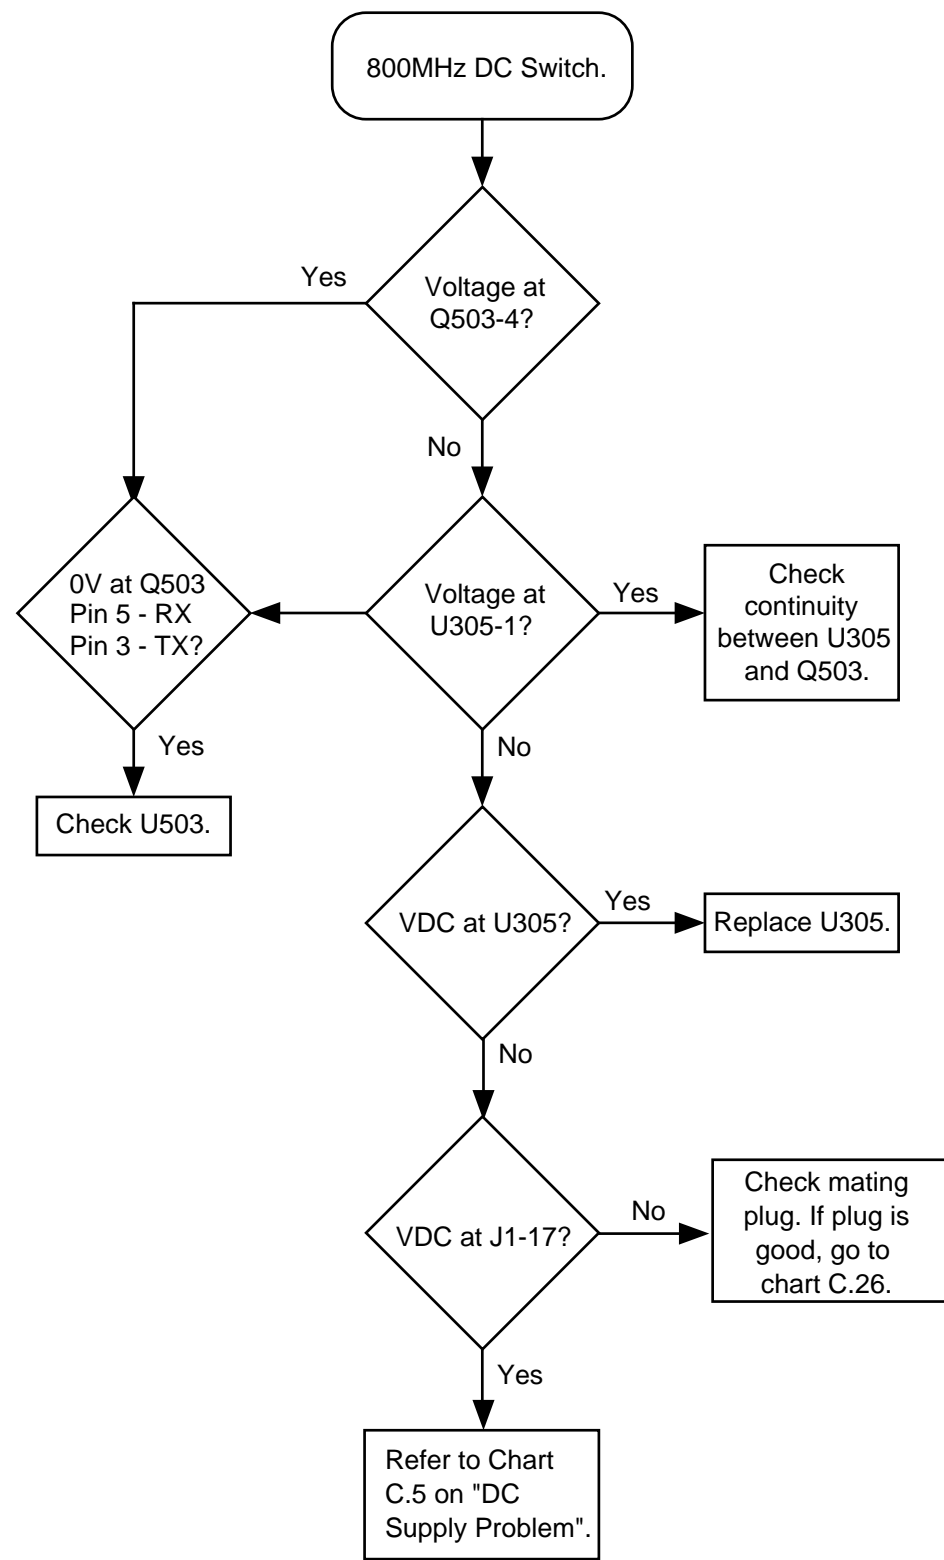 800MHz DC Switch.
Yes
Voltage at
Q503-4?
No
0V at Q503
Pin 5 - RX
Pin 3 - TX?
Voltage at
U305-1?
Yes
Check
continuity
between U305
and Q503.
Yes
No
Check U503.
VDC at U305?
Yes
Replace U305.
No
VDC at J1-17?
No
Check mating
plug. If plug is
good, go to
chart C.26.
Yes
Refer to Chart
C.5 on "DC
Supply Problem".